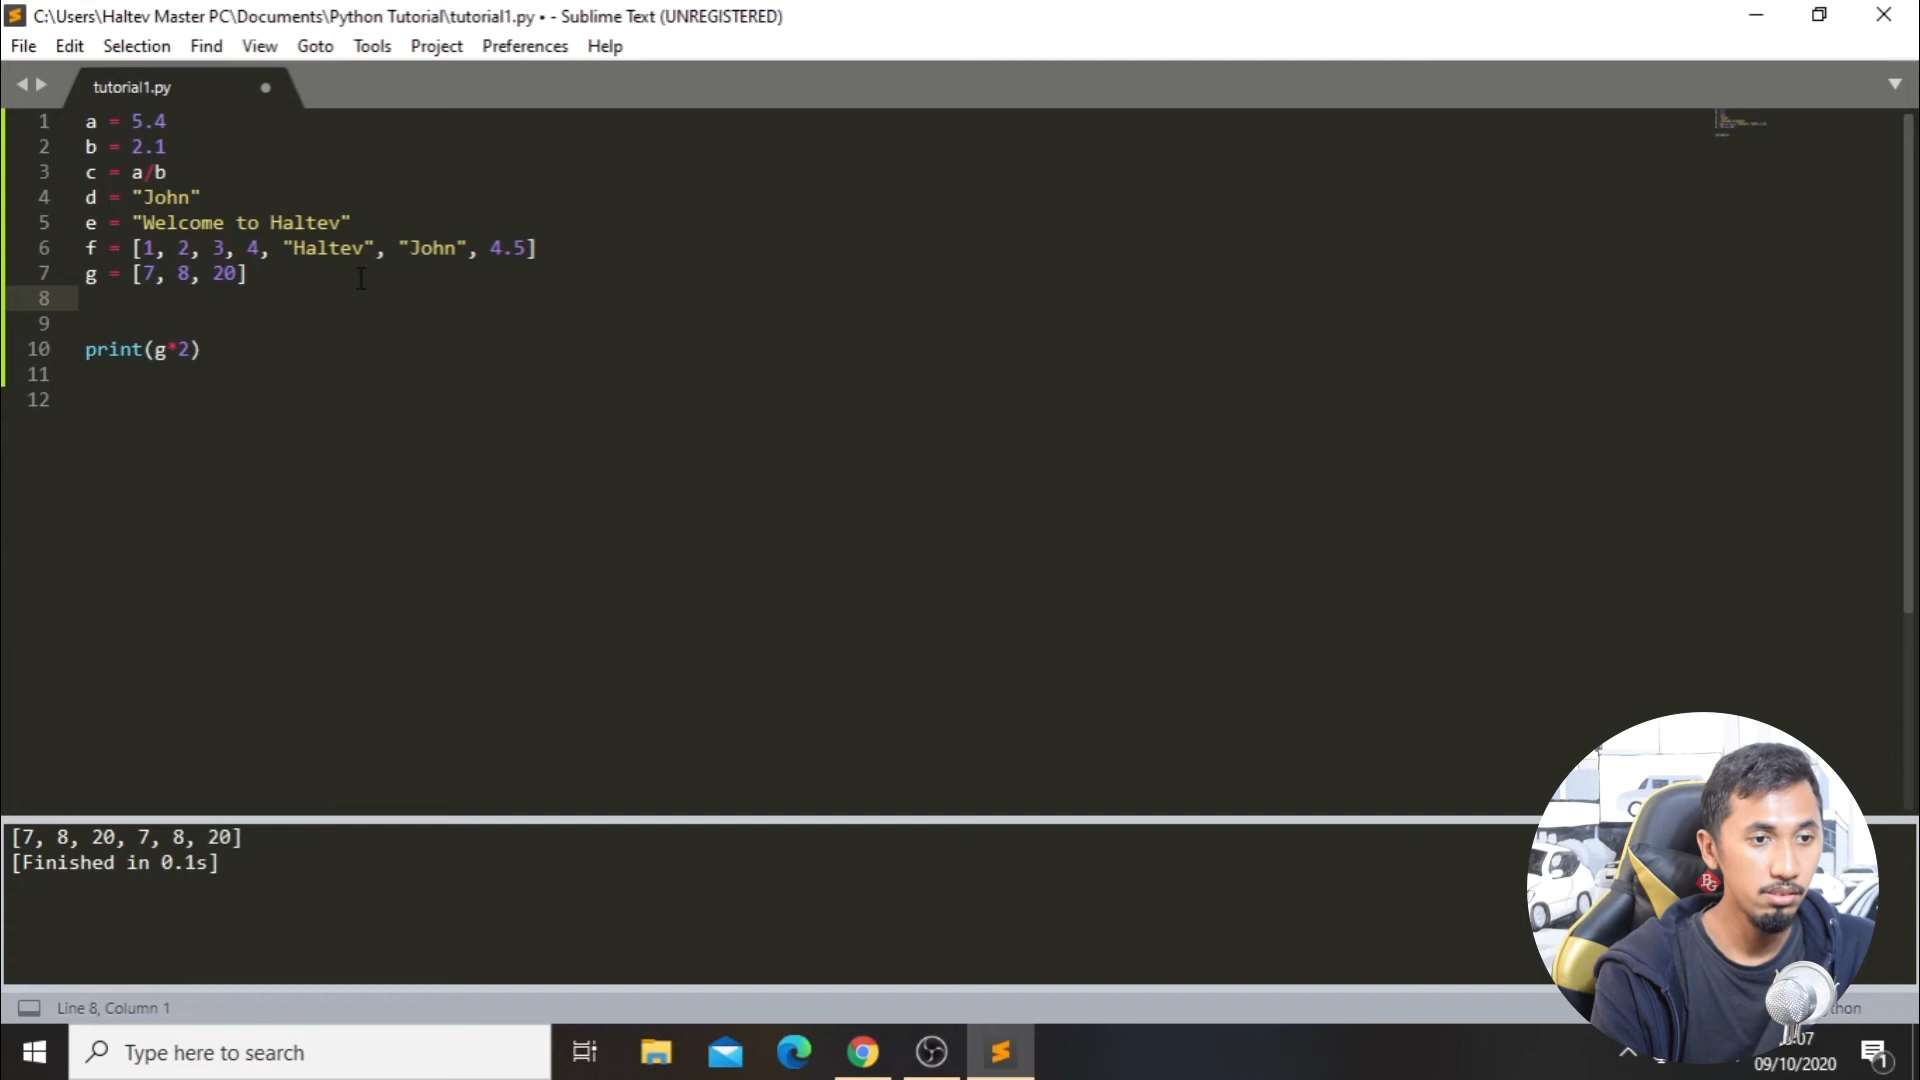 C:\Users\Haltev Master PC\Documents\Python Tutorial\tutorial1.py • - Sublime Text (UNREGISTERED)
File Edit Selection Find View Goto Tools Project Preferences Help
tutorial1.py
1 a = 5.4
2 b = 2.1
3 c = a/b
4 d = "John"
5 e = "Welcome to Haltev"
6 f = [1, 2, 3, 4, "Haltev", "John", 4.5]
7 g = [7, 8, 20]
8
9
10 print(g*2)
11
12
[7, 8, 20, 7, 8, 20]
[Finished in 0.1s]
Line 8, Column 1
Type here to search
09/10/2020
1